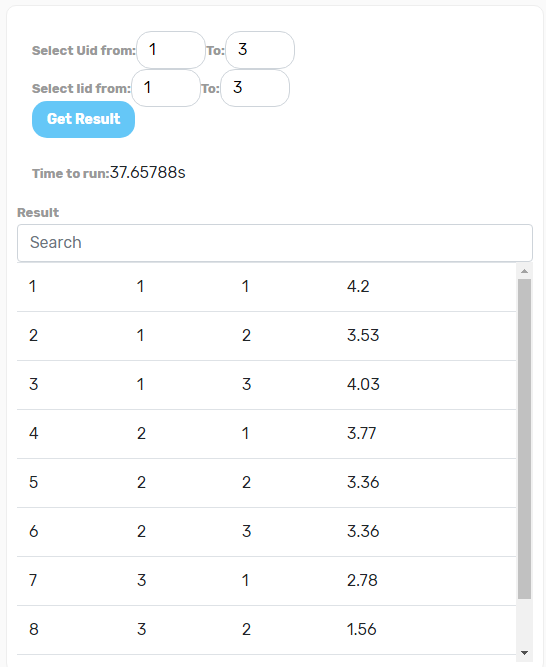 Select Uid from: 1 To: 3
Select Iid from: 1 To: 3
Get Result
Time to run:37.65788s
Result
Search
1 1 1 4.2
2 1 2 3.53
3 1 3 4.03
4 2 1 3.77
5 2 2 3.36
6 2 3 3.36
7 3 1 2.78
8 3 2 1.56